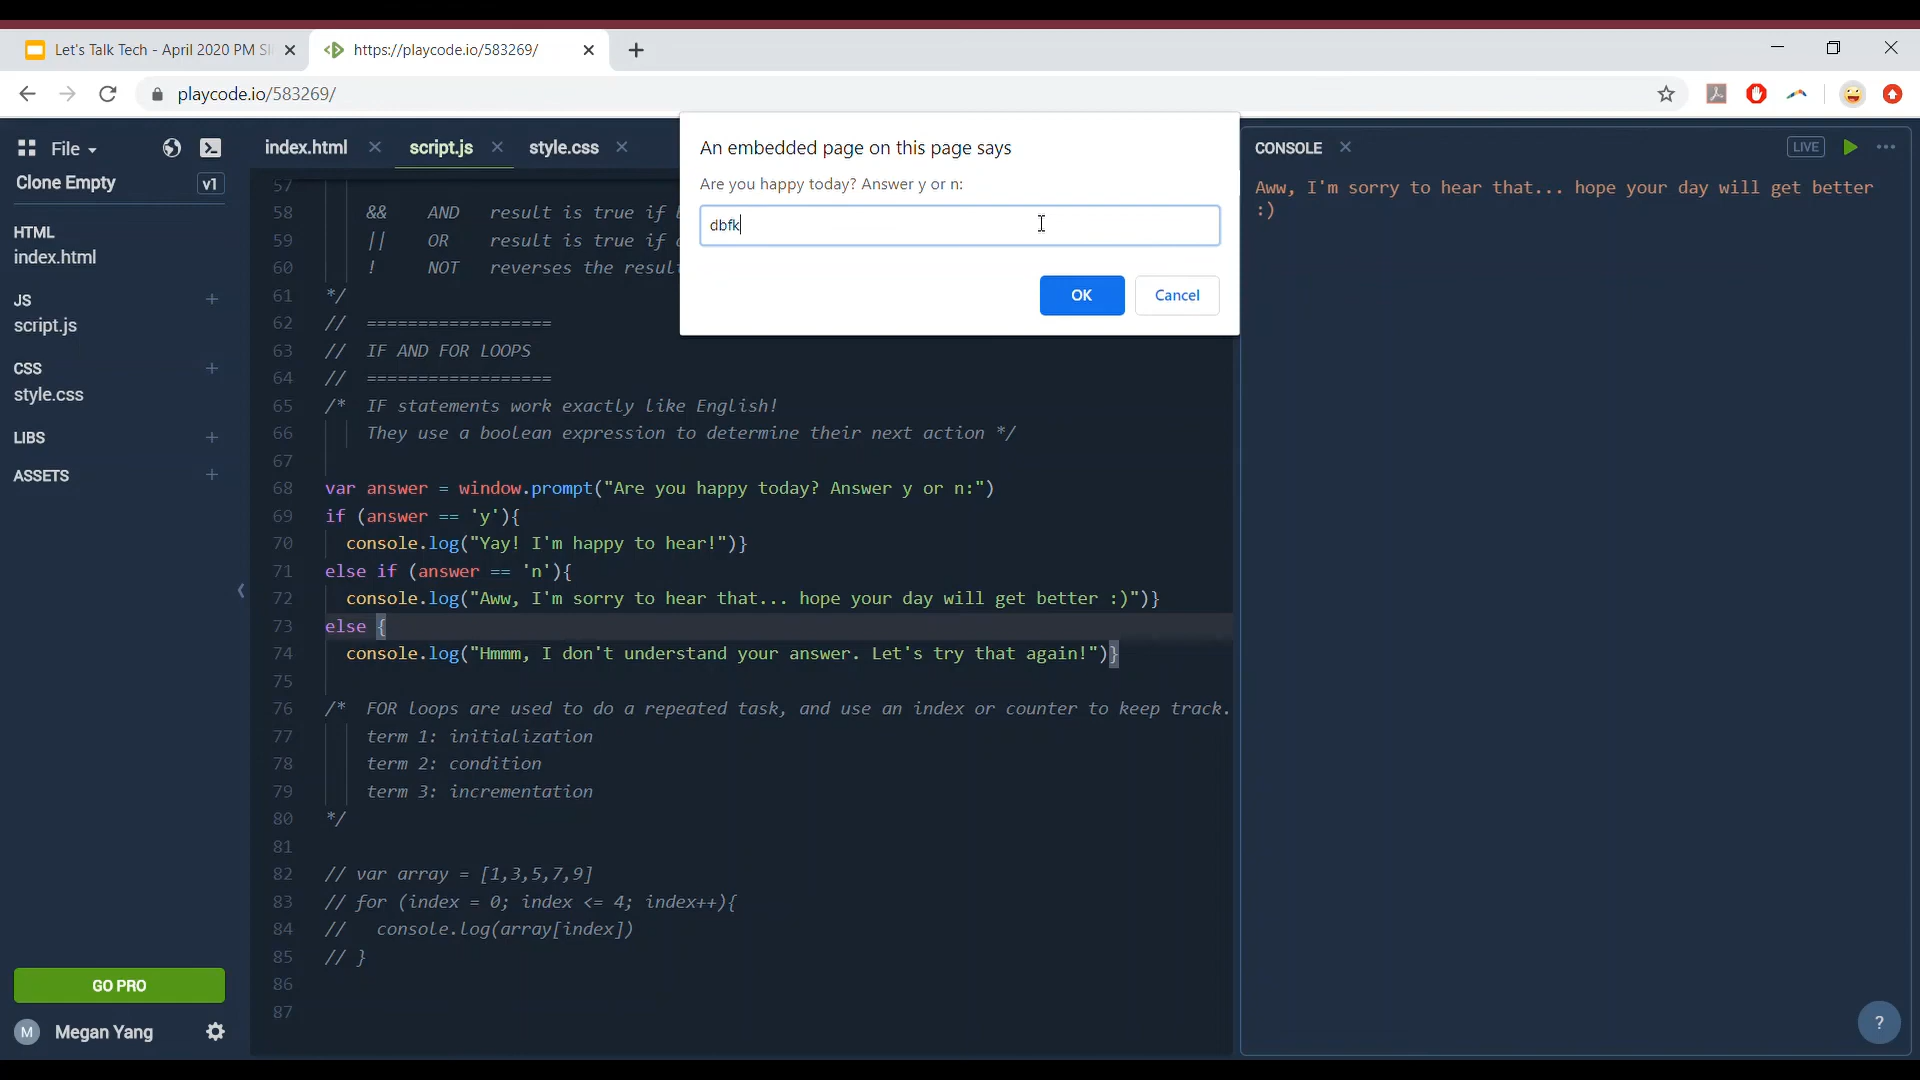 Let's Talk Tech - April 2020 PM Sl
https://playcode.io/583269/
playcode.io/583269/
File
Clone Empty
v1
HTML
index.html
JS
script.js
CSS
style.css
LIBS
ASSETS
GO PRO
M Megan Yang
index.html
script.js
style.css
57
58 && AND result is true if
59 || OR result is true if
60 ! NOT reverses the resul
61 */
62 // ==================
63 // IF AND FOR LOOPS
64 // ==================
65 /* IF statements work exactly like English!
66 They use a boolean expression to determine their next action */
67
68 var answer = window.prompt("Are you happy today? Answer y or n:")
69 if (answer == 'y'){
70 console.log("Yay! I'm happy to hear!")}
71 else if (answer == 'n'){
72 console.log("Aww, I'm sorry to hear that... hope your day will get better :)")}
73 else {
74 console.log("Hmmm, I don't understand your answer. Let's try that again!")}
75
76 /* FOR loops are used to do a repeated task, and use an index or counter to keep track.
77 term 1: initialization
78 term 2: condition
79 term 3: incrementation
80 */
81
82 // var array = [1,3,5,7,9]
83 // for (index = 0; index <= 4; index++){
84 // console.log(array[index])
85 // }
86
87
An embedded page on this page says
Are you happy today? Answer y or n:
dbfk
OK
Cancel
CONSOLE
LIVE
Aww, I'm sorry to hear that... hope your day will get better
:)
?